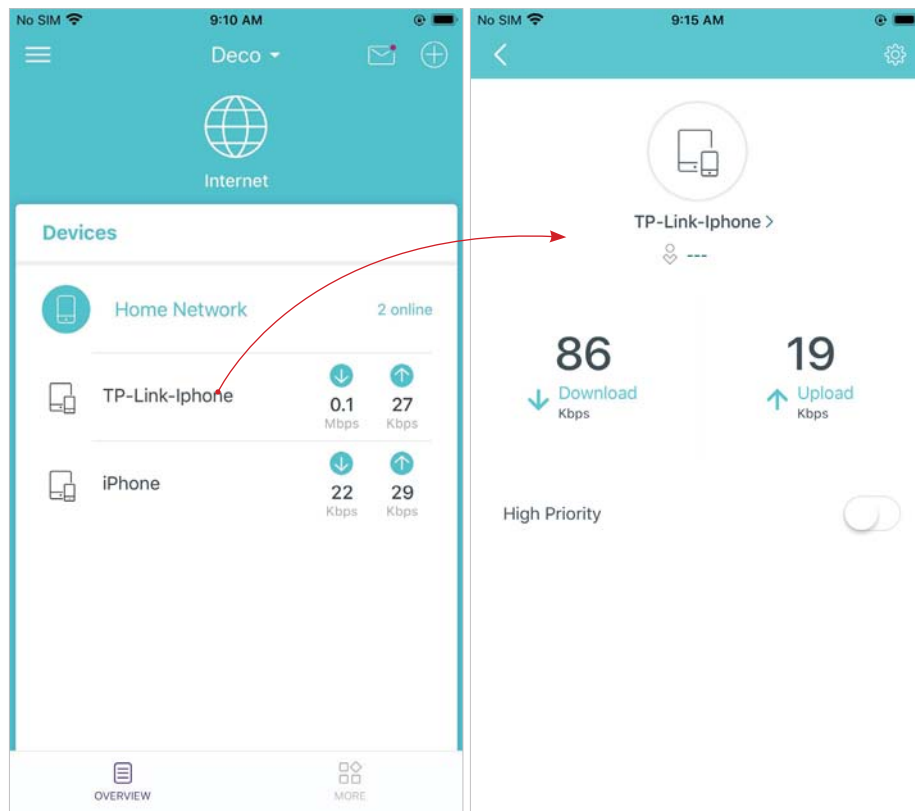 No SIM
9:10 AM
Deco
Internet
Devices
Home Network
2 online
TP-Link-Iphone
0.1
27
Mbps
Kbps
iPhone
22
29
Kbps
Kbps
OVERVIEW
MORE
No SIM
9:15 AM
TP-Link-Iphone >
---
86
19
Download
Upload
Kbps
Kbps
High Priority